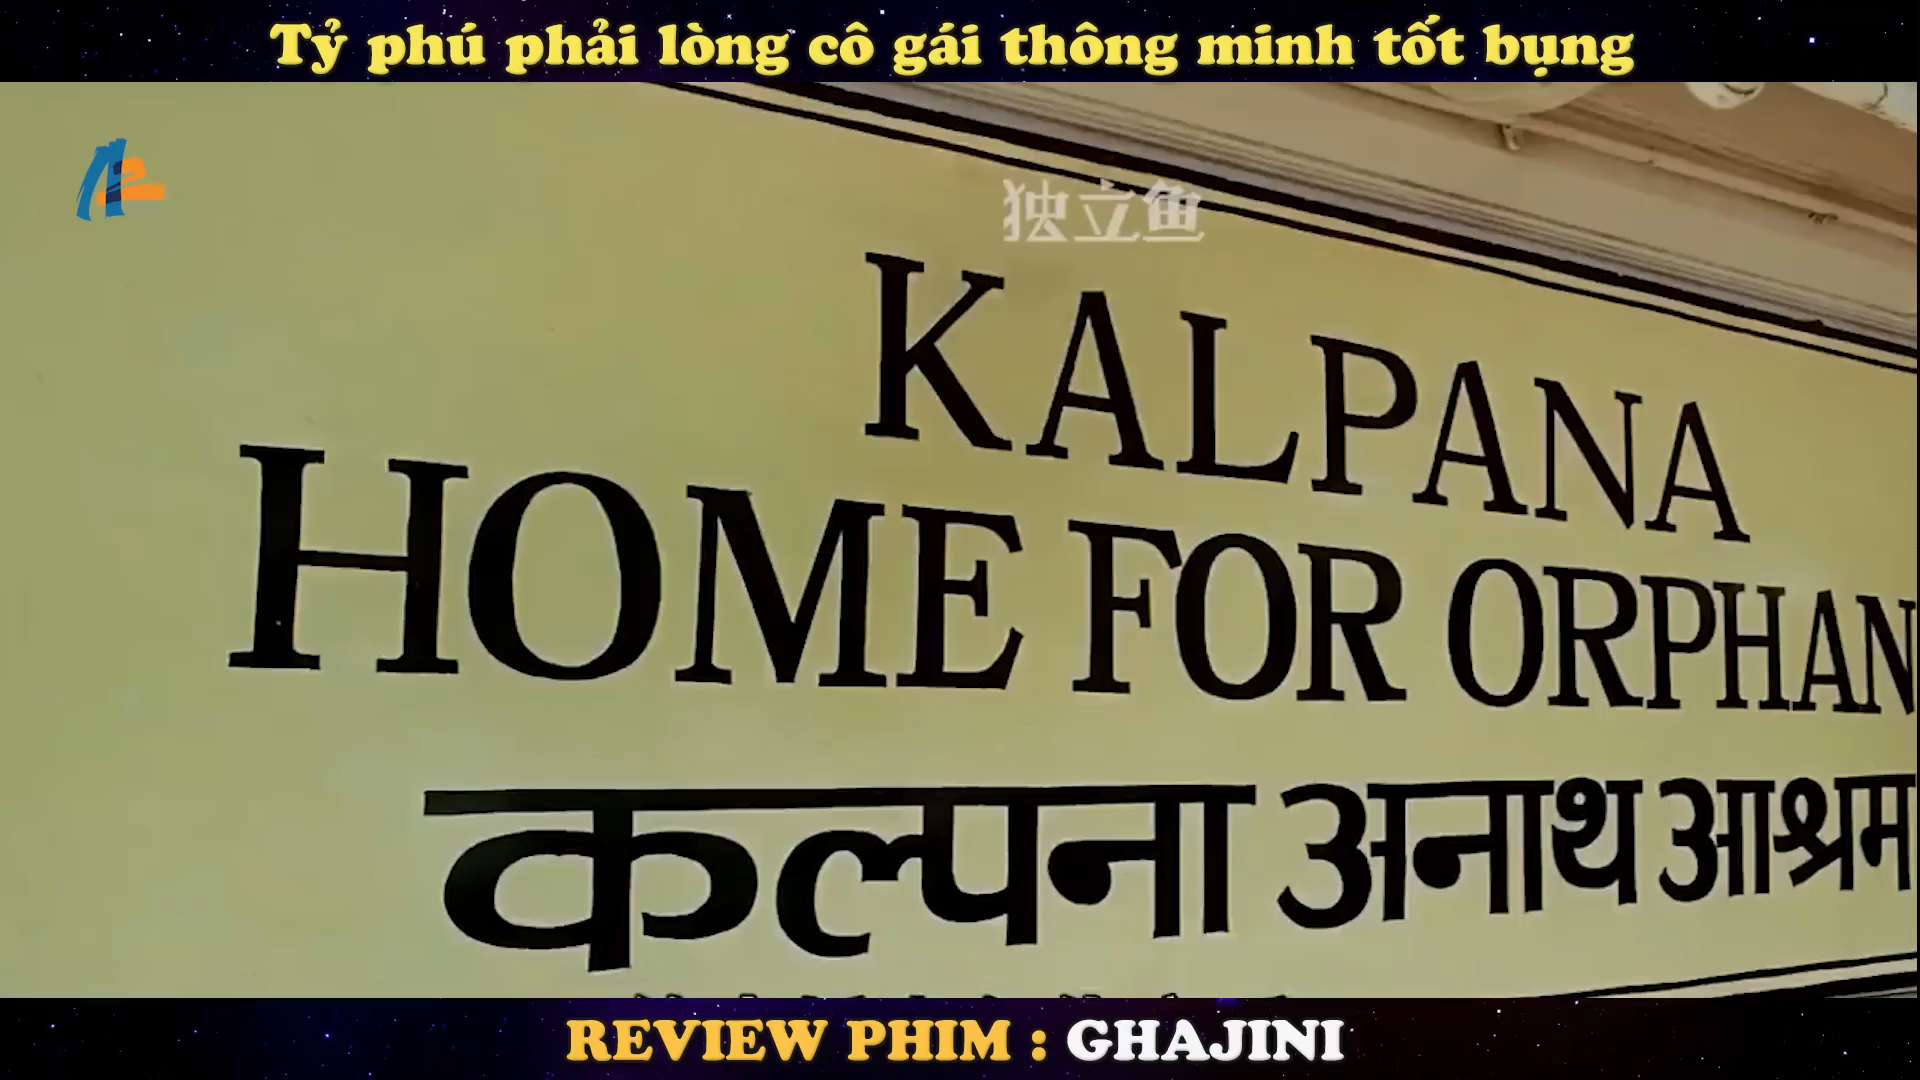 Tỷ phú phải lòng cô gái thông minh tốt bụng
独立鱼
KALPANA
HOME FOR ORPHAN
कल्पना अनाथ आश्रम
REVIEW PHIM : GHAJINI